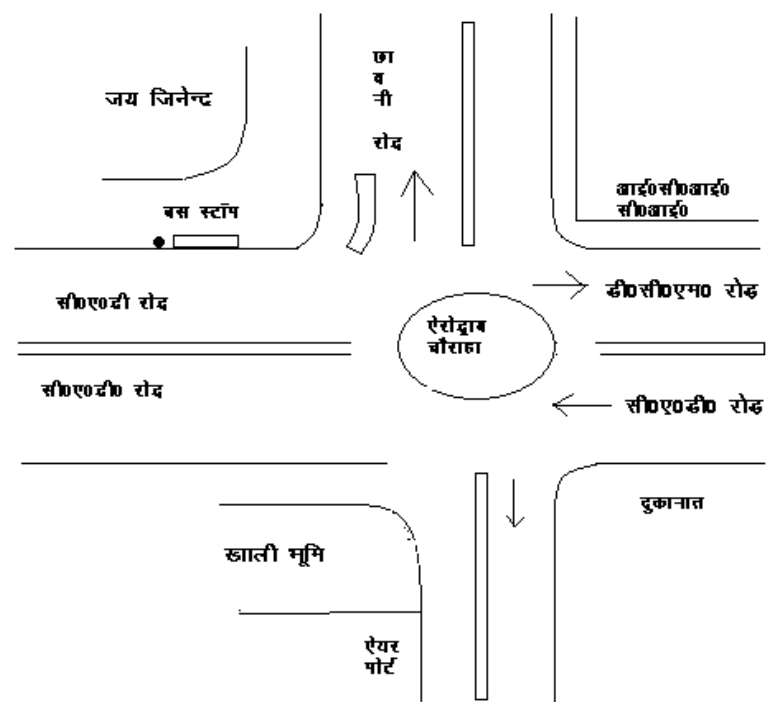 छा
व
नी
रोड
जय जिनेन्द
आई०सी०आई०
सी०आई०
बस स्टॉप
डी०सी०एम० रोड़
सी०ए०डी रोड
ऐरोड्राब
चौराहा
सी०ए०डी० रोड
सी०ए०डी० रोड़
दुकानात
खाली भूमि
ऐयर
पोर्ट